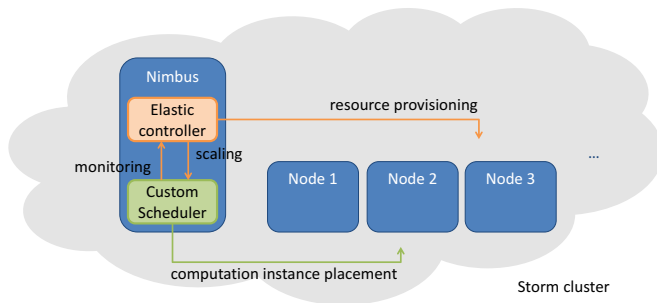 Nimbus
Elastic
controller
resource provisioning
monitoring
scaling
...
Custom
Scheduler
Node 1
Node 2
Node 3
computation instance placement
Storm cluster